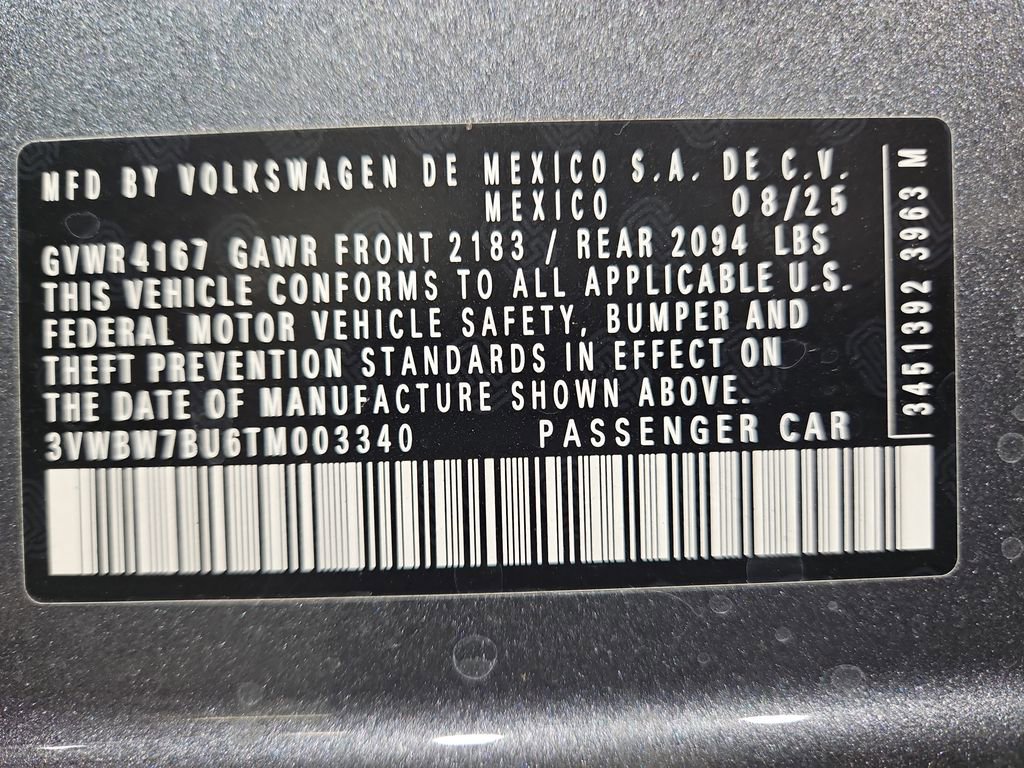 MFD BY VOLKSWAGEN DE MEXICO S.A. DE C.V.
MEXICO 08/25
GVWR 4167 GAWR FRONT 2183 / REAR 2094 LBS
THIS VEHICLE CONFORMS TO ALL APPLICABLE U.S.
FEDERAL MOTOR VEHICLE SAFETY, BUMPER AND
THEFT PREVENTION STANDARDS IN EFFECT ON
THE DATE OF MANUFACTURE SHOWN ABOVE.
3VWBW7BU6TM003340 PASSENGER CAR
3451392 3963 M